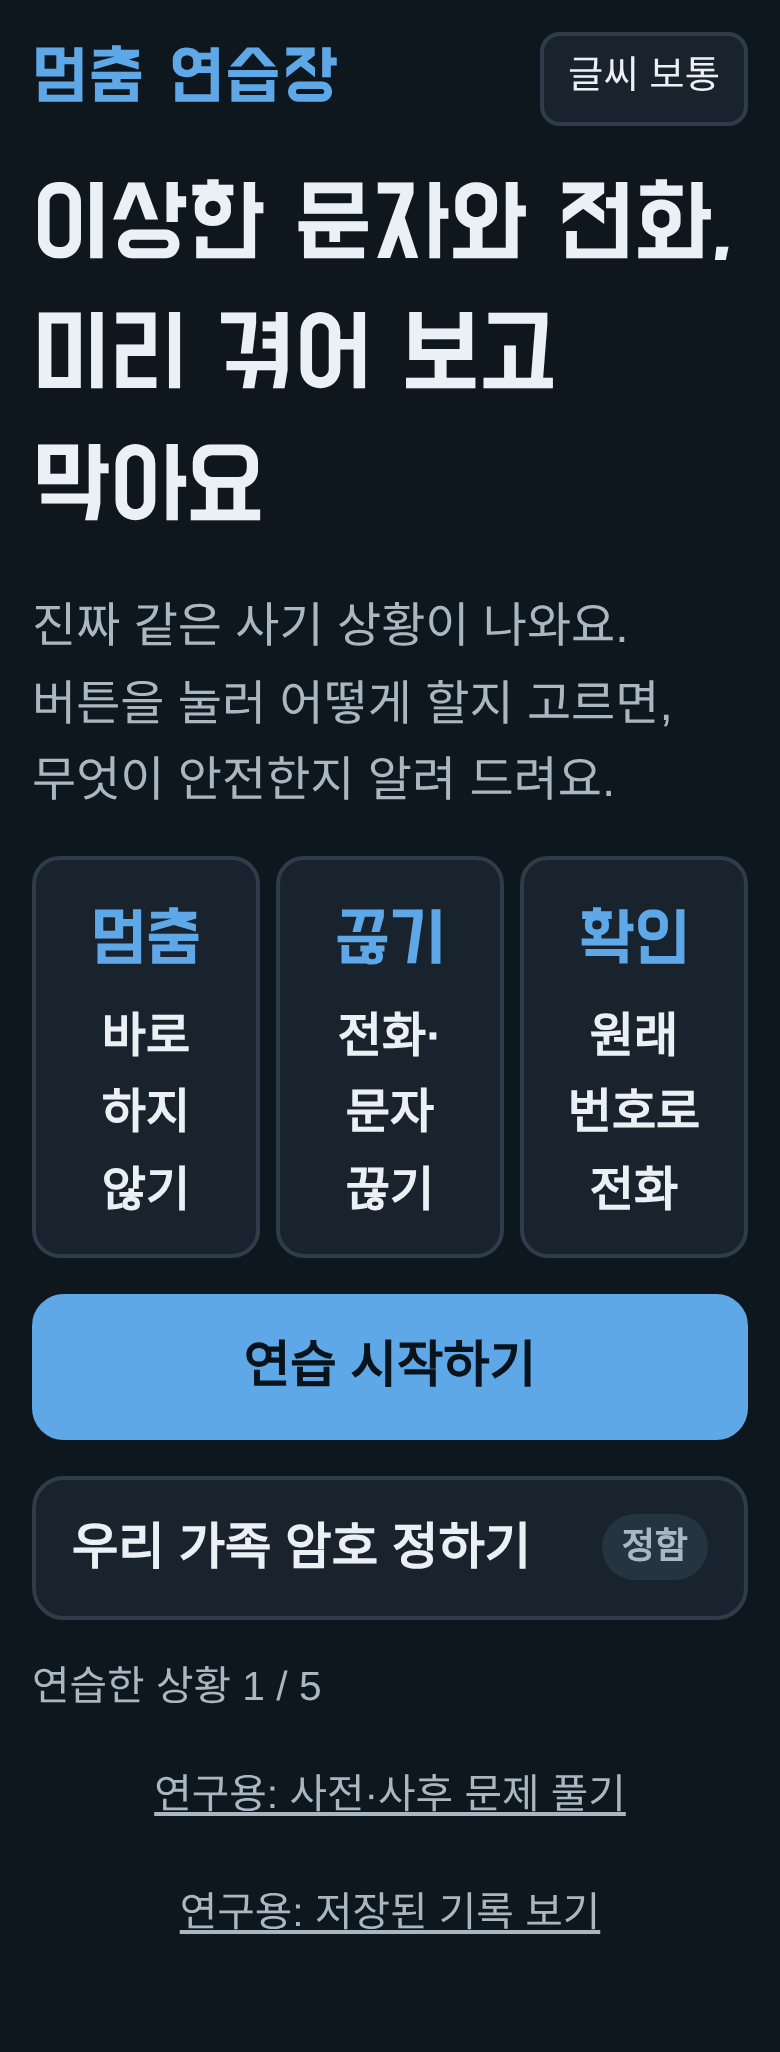 멈춤 연습장
글씨 보통
이상한 문자와 전화,
미리 겪어 보고
막아요
진짜 같은 사기 상황이 나와요.
버튼을 눌러 어떻게 할지 고르면,
무엇이 안전한지 알려 드려요.
멈춤
바로
하지
않기
끊기
전화·
문자
끊기
확인
원래
번호로
전화
연습 시작하기
우리 가족 암호 정하기
정함
연습한 상황 1 / 5
연구용: 사전·사후 문제 풀기
연구용: 저장된 기록 보기